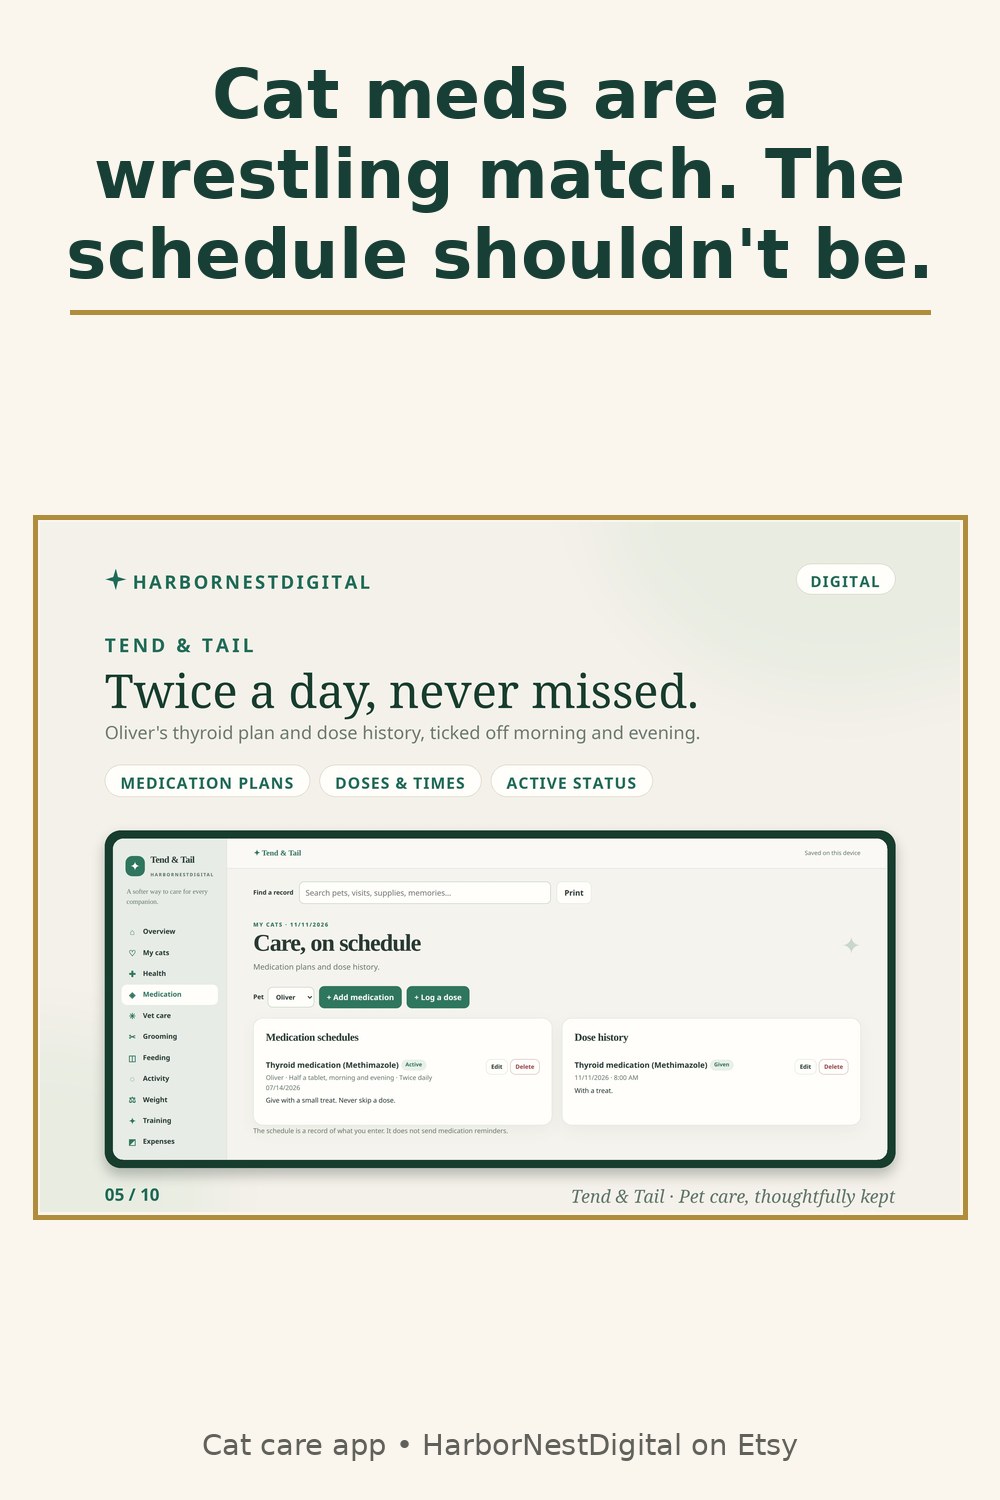 Cat meds are a
wrestling match. The
schedule shouldn't be.
HARBORNESTDIGITAL
DIGITAL
TEND & TAIL
Twice a day, never missed.
Oliver's thyroid plan and dose history, ticked off morning and evening.
MEDICATION PLANS
DOSES & TIMES
ACTIVE STATUS
Tend & Tail
HARBORNESTDIGITAL
A softer way to care for every
companion.
Overview
My cats
Health
Medication
Vet care
Grooming
Feeding
Activity
Weight
Training
Expenses
Tend & Tail
Saved on this device
Find a record
Search pets, visits, supplies, memories...
Print
MY CATS · 11/11/2026
Care, on schedule
Medication plans and dose history.
Pet
Oliver
+ Add medication
+ Log a dose
Medication schedules
Thyroid medication (Methimazole) Active
Edit
Delete
Oliver · Half a tablet, morning and evening · Twice daily
07/14/2026
Give with a small treat. Never skip a dose.
Dose history
Thyroid medication (Methimazole) Given
Edit
Delete
11/11/2026 · 8:00 AM
With a treat.
The schedule is a record of what you enter. It does not send medication reminders.
05 / 10
Tend & Tail · Pet care, thoughtfully kept
Cat care app • HarborNestDigital on Etsy